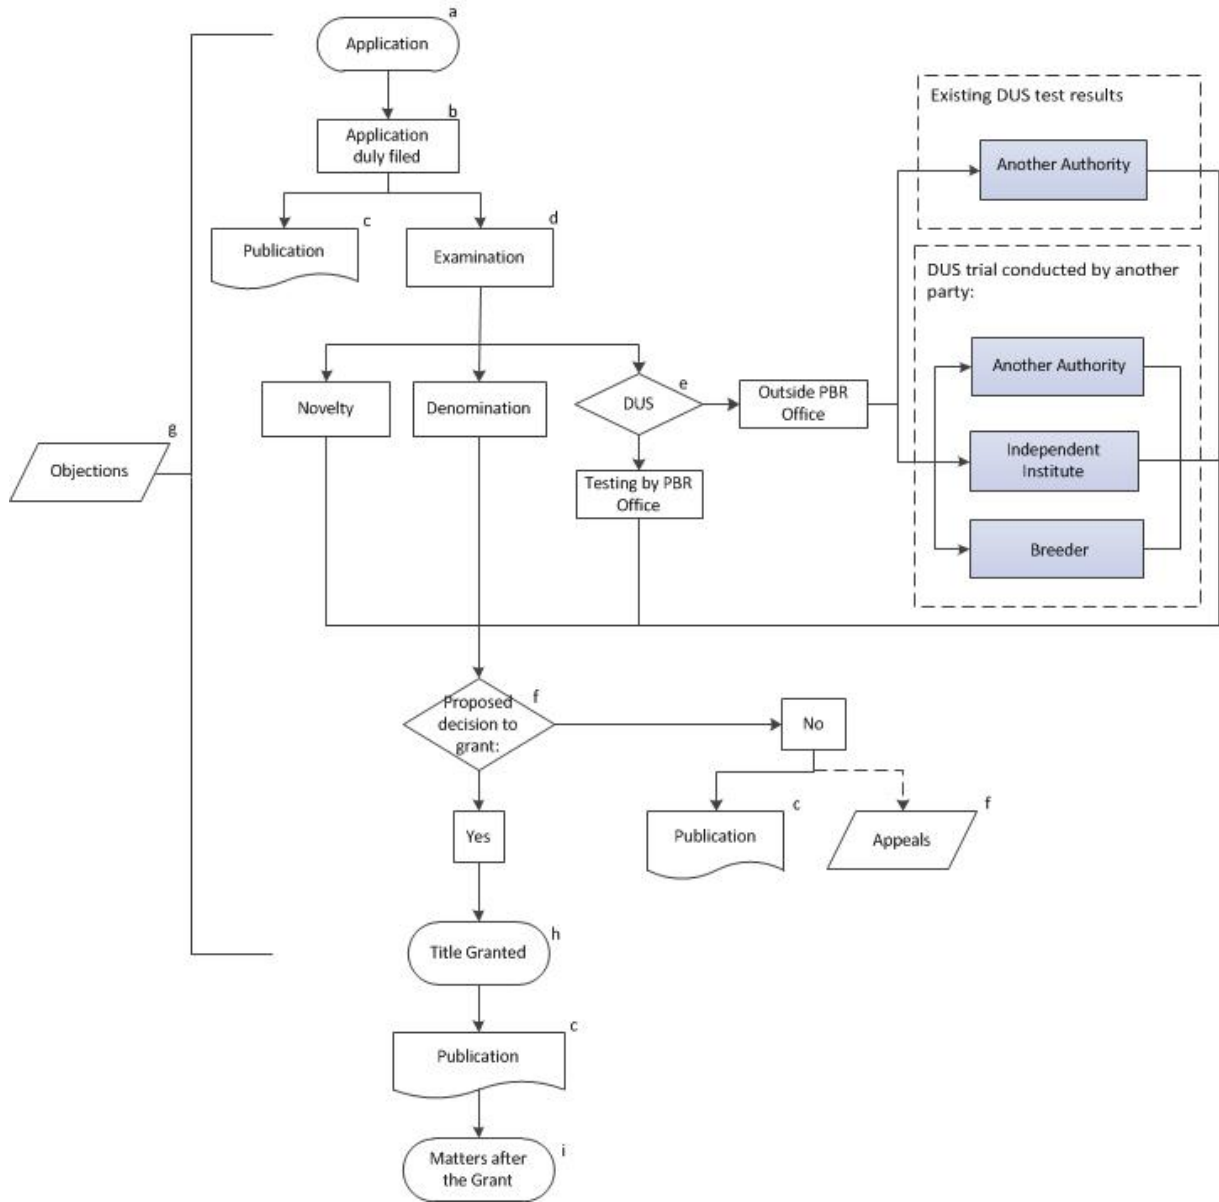 a
Application
b
Application
duly filed
c
Publication
d
Examination
Novelty
Denomination
e
DUS
Outside PBR
Office
Testing by PBR
Office
Existing DUS test results
Another Authority
DUS trial conducted by another
party:
Another Authority
Independent
Institute
Breeder
g
Objections
f
Proposed
decision to
grant:
No
c
Publication
f
Appeals
Yes
h
Title Granted
c
Publication
i
Matters after
the Grant